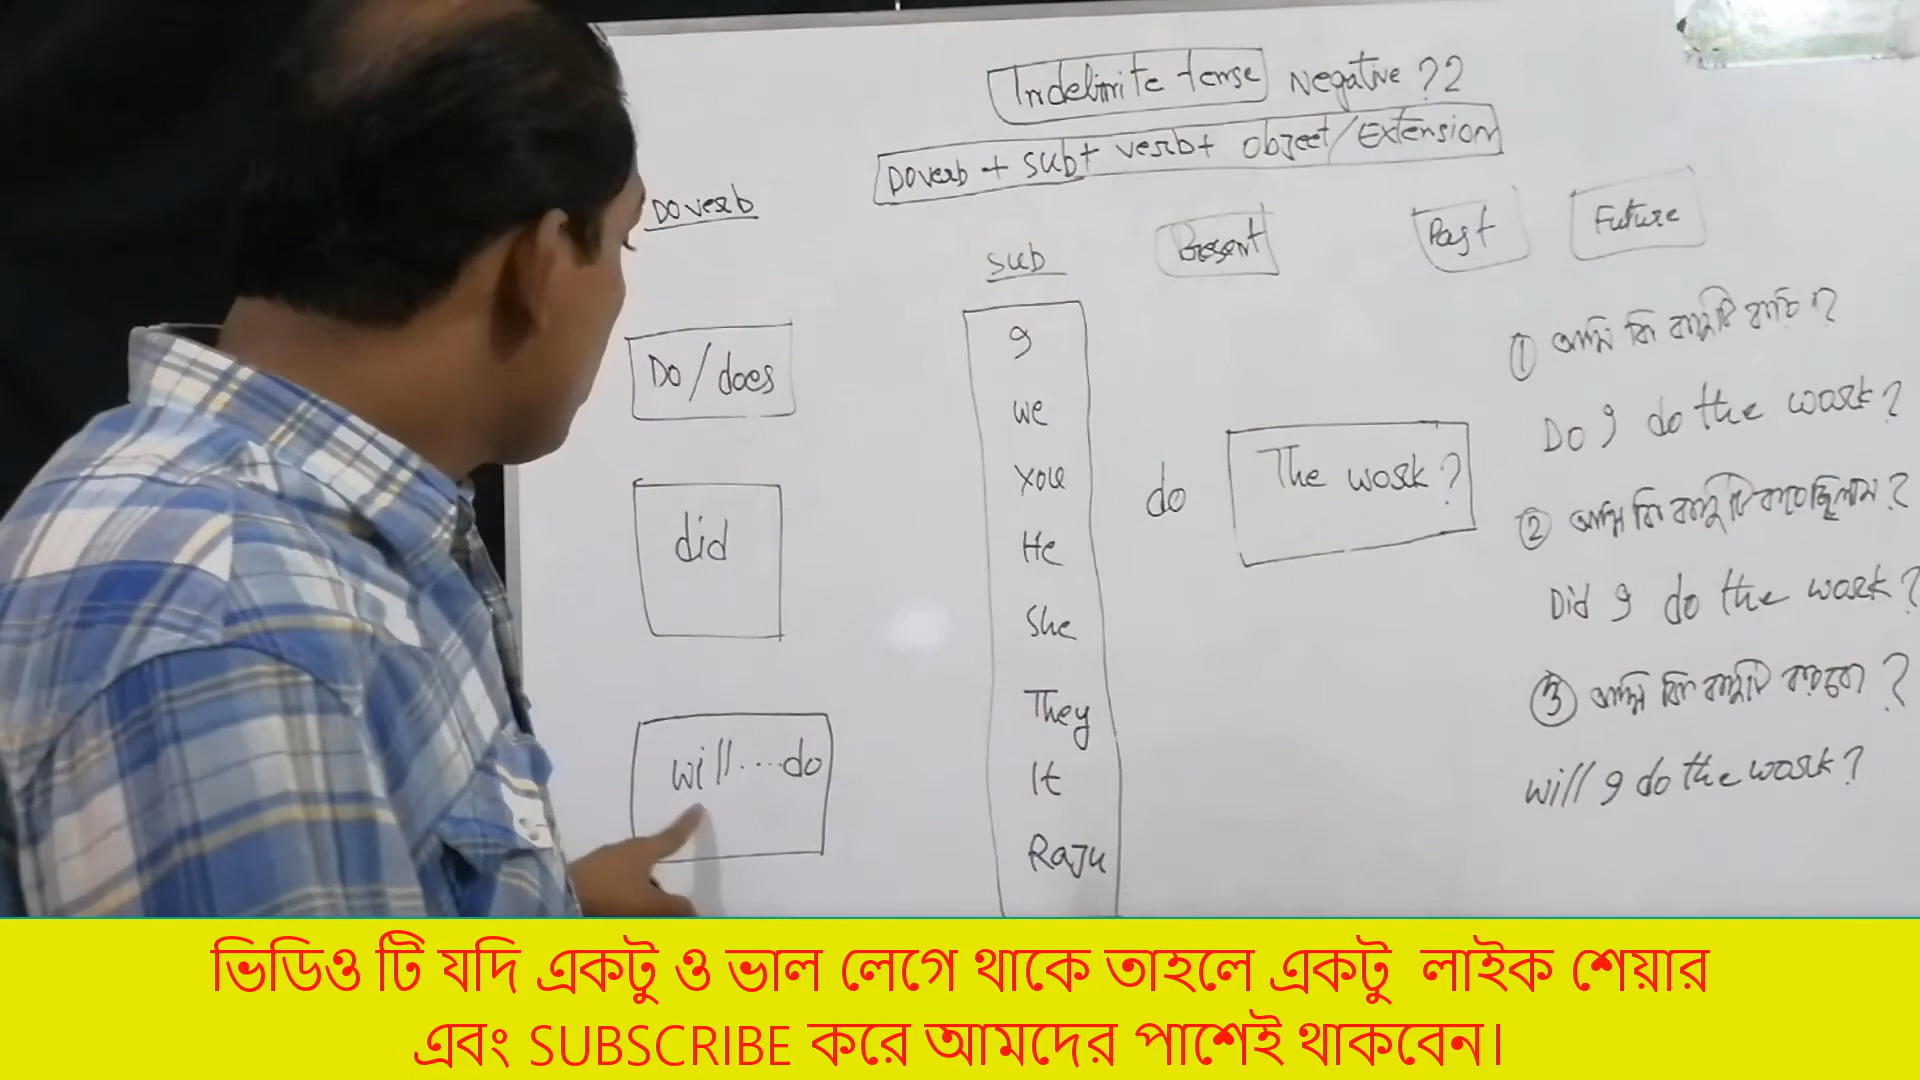 Indefinite tense Negative ??
DO verb + sub + verb + object/Extension
DO verb
sub
Present
Past
Future
Do/does
did
will....do
I
we
You
He
She
They
It
Raju
do
The work?
① আমি কি কাজটি করি?
Do I do the work?
② আমি কি কাজটি করেছিলাম?
Did I do the work?
③ আমি কি কাজটি করবো?
will I do the work?
ভিডিও টি যদি একটু ও ভাল লেগে থাকে তাহলে একটু লাইক শেয়ার
এবং SUBSCRIBE করে আমদের পাশেই থাকবেন।